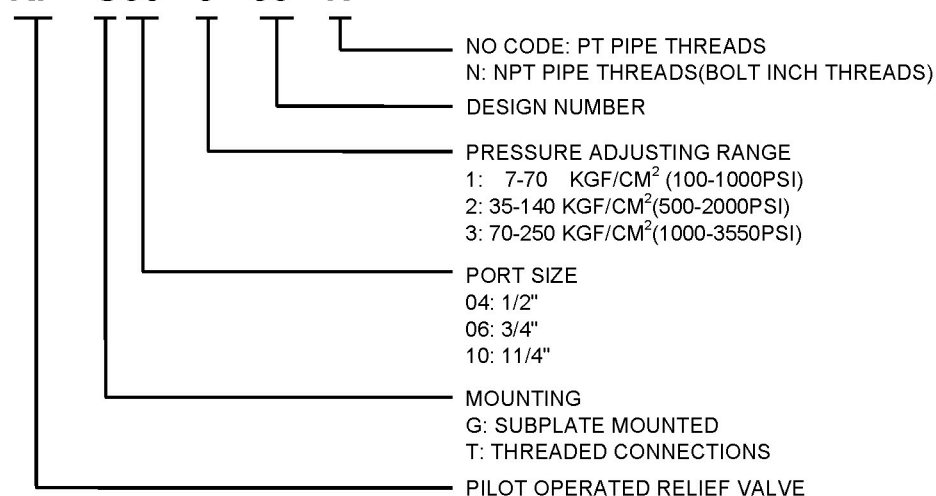 NO CODE: PT PIPE THREADS
N: NPT PIPE THREADS(BOLT INCH THREADS)
DESIGN NUMBER
PRESSURE ADJUSTING RANGE
1: 7-70 KGF/CM² (100-1000PSI)
2: 35-140 KGF/CM²(500-2000PSI)
3: 70-250 KGF/CM²(1000-3550PSI)
PORT SIZE
04: 1/2"
06: 3/4"
10: 11/4"
MOUNTING
G: SUBPLATE MOUNTED
T: THREADED CONNECTIONS
PILOT OPERATED RELIEF VALVE